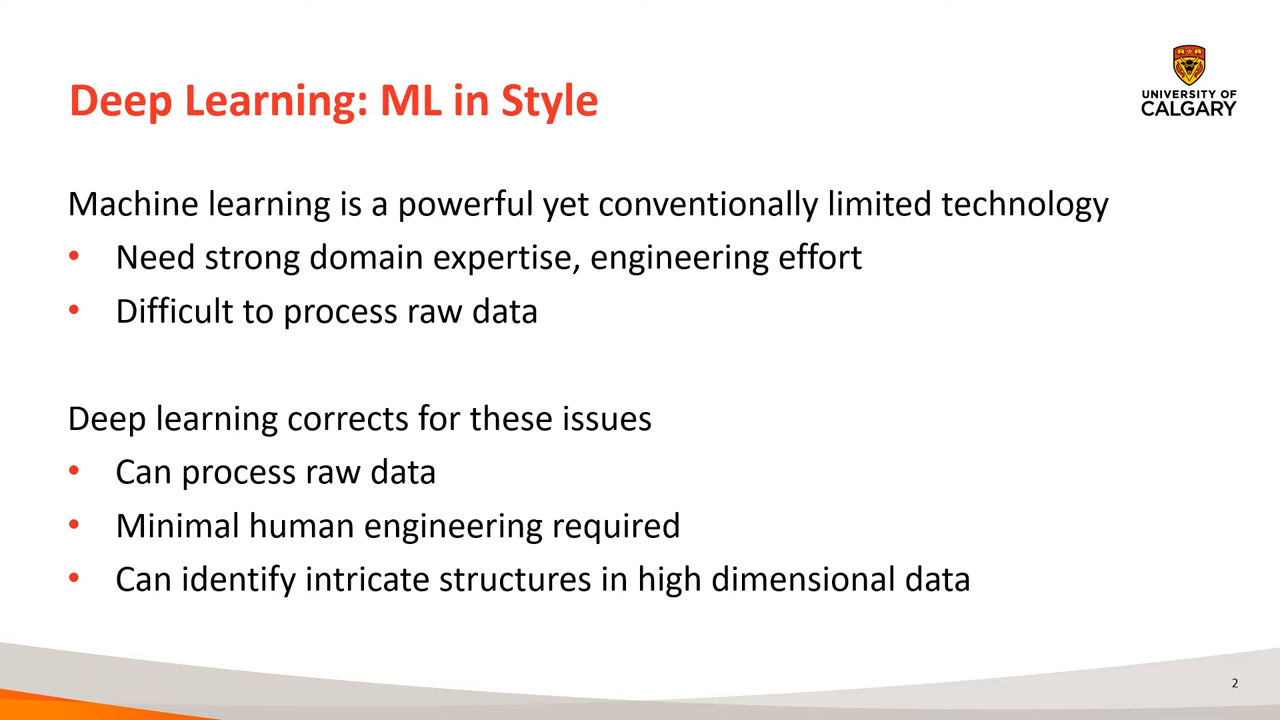 Deep Learning: ML in Style
UNIVERSITY OF
CALGARY
Machine learning is a powerful yet conventionally limited technology
• Need strong domain expertise, engineering effort
• Difficult to process raw data
Deep learning corrects for these issues
• Can process raw data
• Minimal human engineering required
• Can identify intricate structures in high dimensional data
2